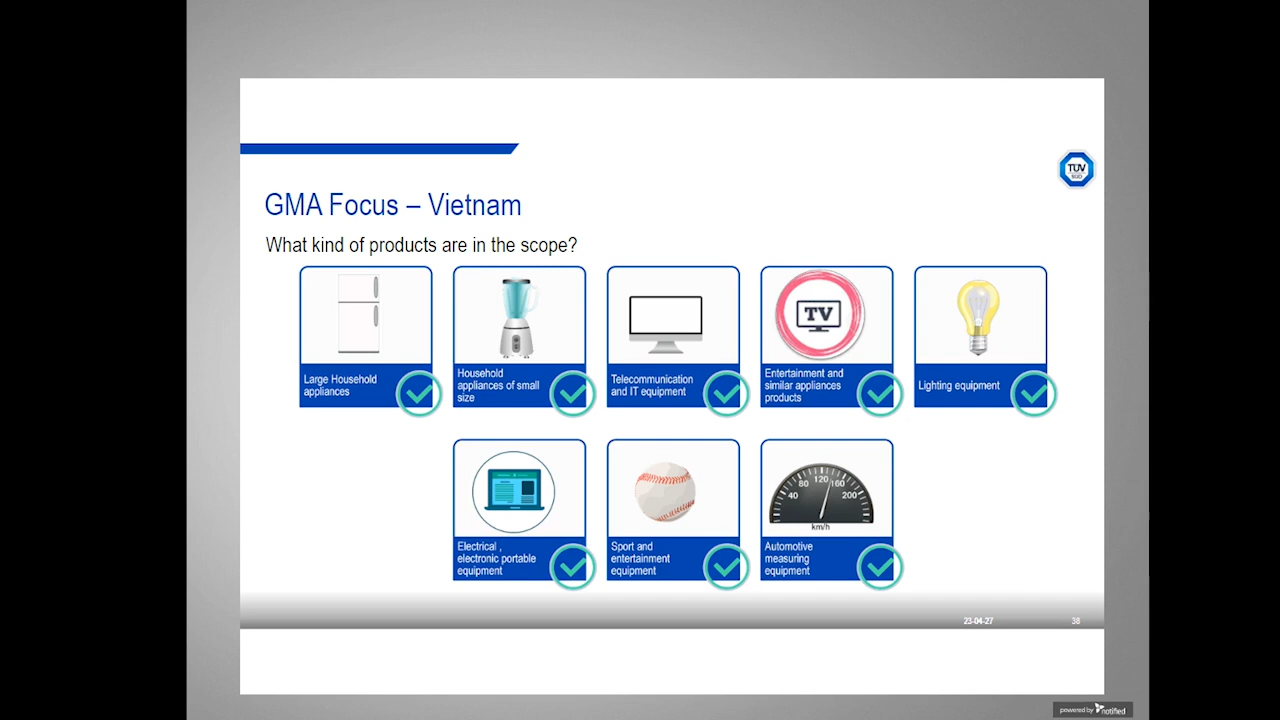 TÜV
SÜD
GMA Focus – Vietnam
What kind of products are in the scope?
TV
Large Household
appliances
Household
appliances of small
size
Telecommunication
and IT equipment
Entertainment and
similar appliances
products
Lighting equipment
40
80
120
160
200
km/h
Electrical ,
electronic portable
equipment
Sport and
entertainment
equipment
Automotive
measuring
equipment
23-04-27
38
powered by notified